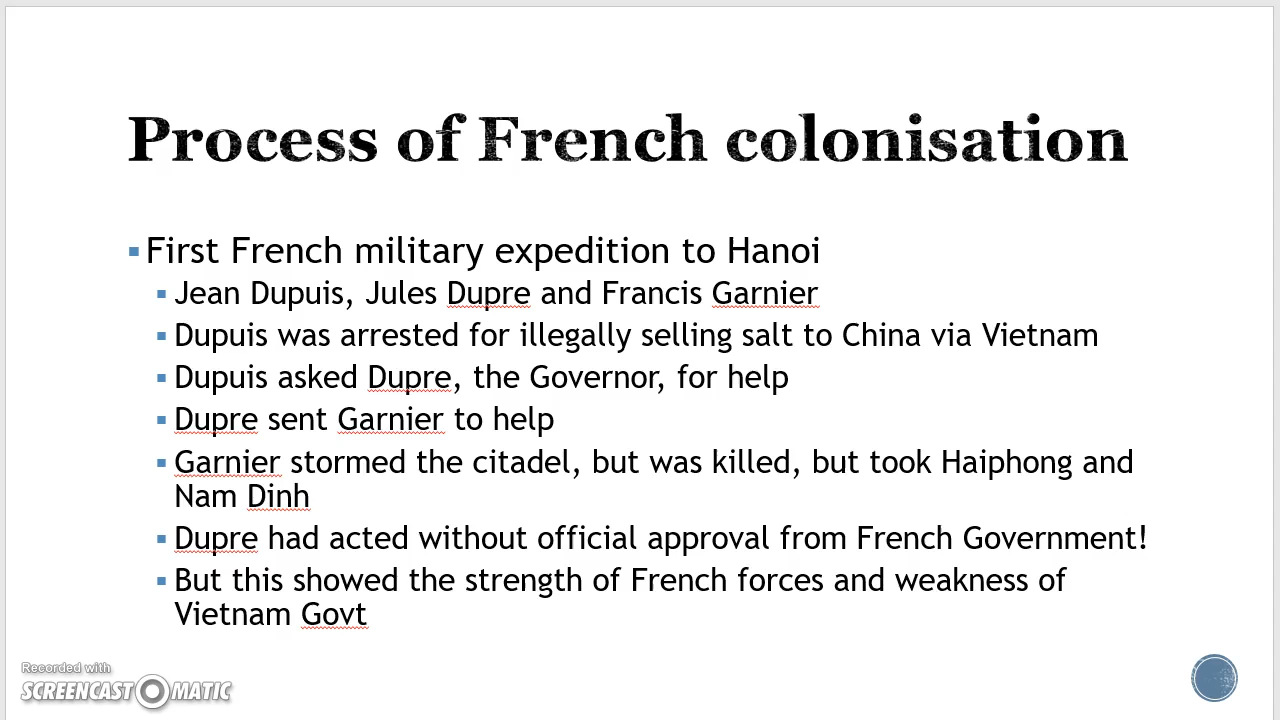 Process of French colonisation
First French military expedition to Hanoi
Jean Dupuis, Jules Dupre and Francis Garnier
Dupuis was arrested for illegally selling salt to China via Vietnam
Dupuis asked Dupre, the Governor, for help
Dupre sent Garnier to help
Garnier stormed the citadel, but was killed, but took Haiphong and
Nam Dinh
Dupre had acted without official approval from French Government!
But this showed the strength of French forces and weakness of
Vietnam Govt
Recorded with
SCREENCAST-O-MATIC